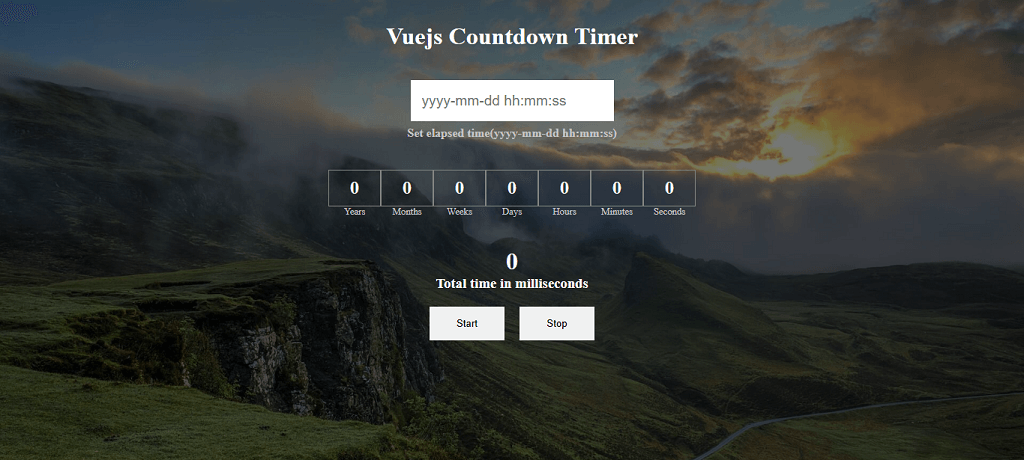 Vuejs Countdown Timer
yyyy-mm-dd hh:mm:ss
Set elapsed time(yyyy-mm-dd hh:mm:ss)
0 0 0 0 0 0 0
Years Months Weeks Days Hours Minutes Seconds
0
Total time in milliseconds
Start Stop